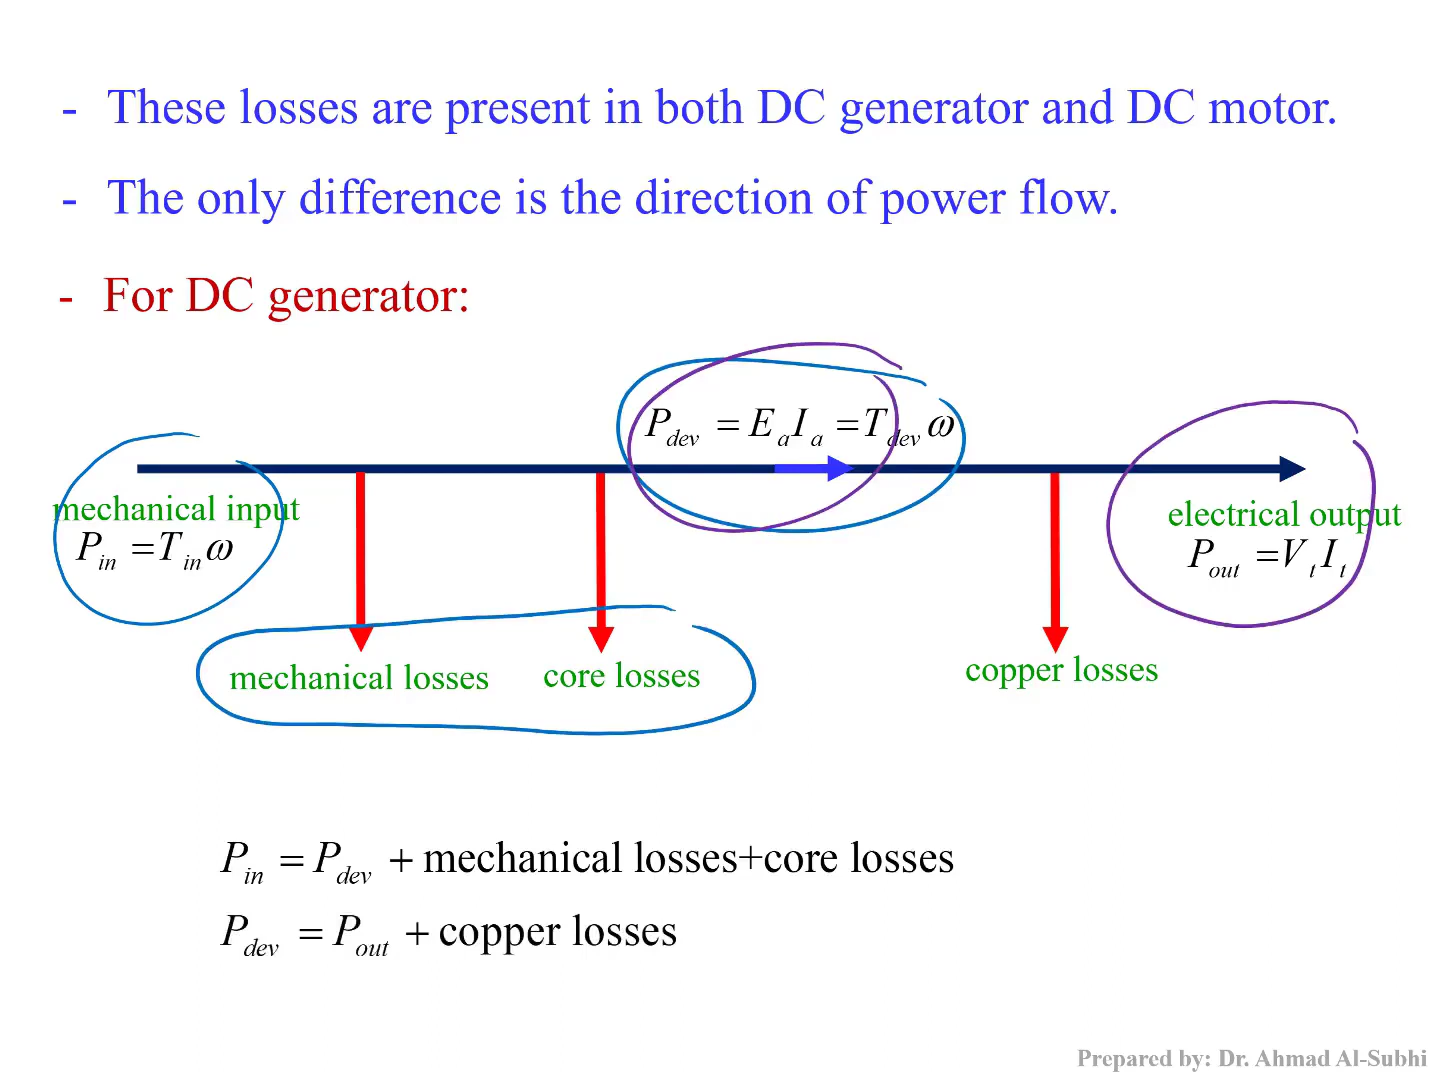 - These losses are present in both DC generator and DC motor.
- The only difference is the direction of power flow.
- For DC generator:
P_dev = E_a I_a = T_dev ω
mechanical input
P_in = T_in ω
electrical output
P_out = V_t I_t
mechanical losses
core losses
copper losses
P_in = P_dev + mechanical losses+core losses
P_dev = P_out + copper losses
Prepared by: Dr. Ahmad Al-Subhi